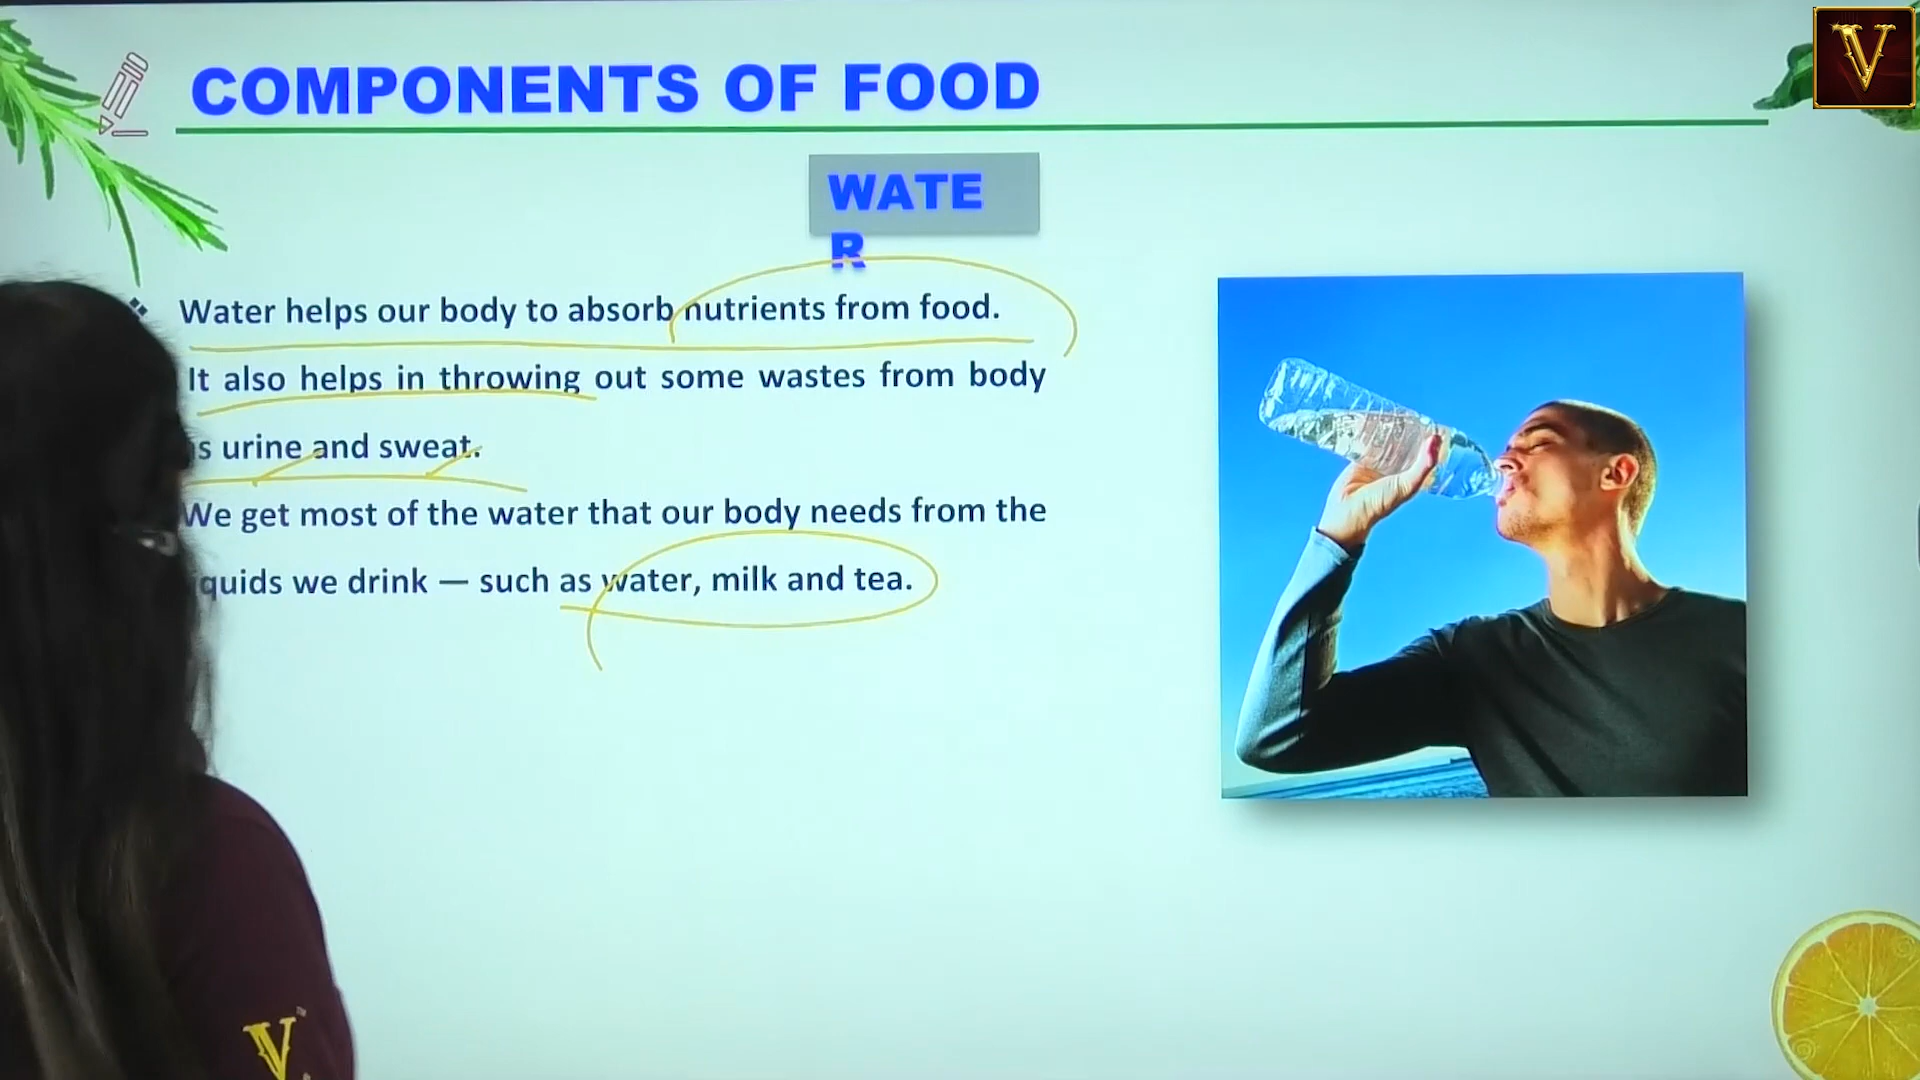 V
COMPONENTS OF FOOD
WATE
R
Water helps our body to absorb nutrients from food.
It also helps in throwing out some wastes from body
urine and sweat.
We get most of the water that our body needs from the
we drink — such as water, milk and tea.
V